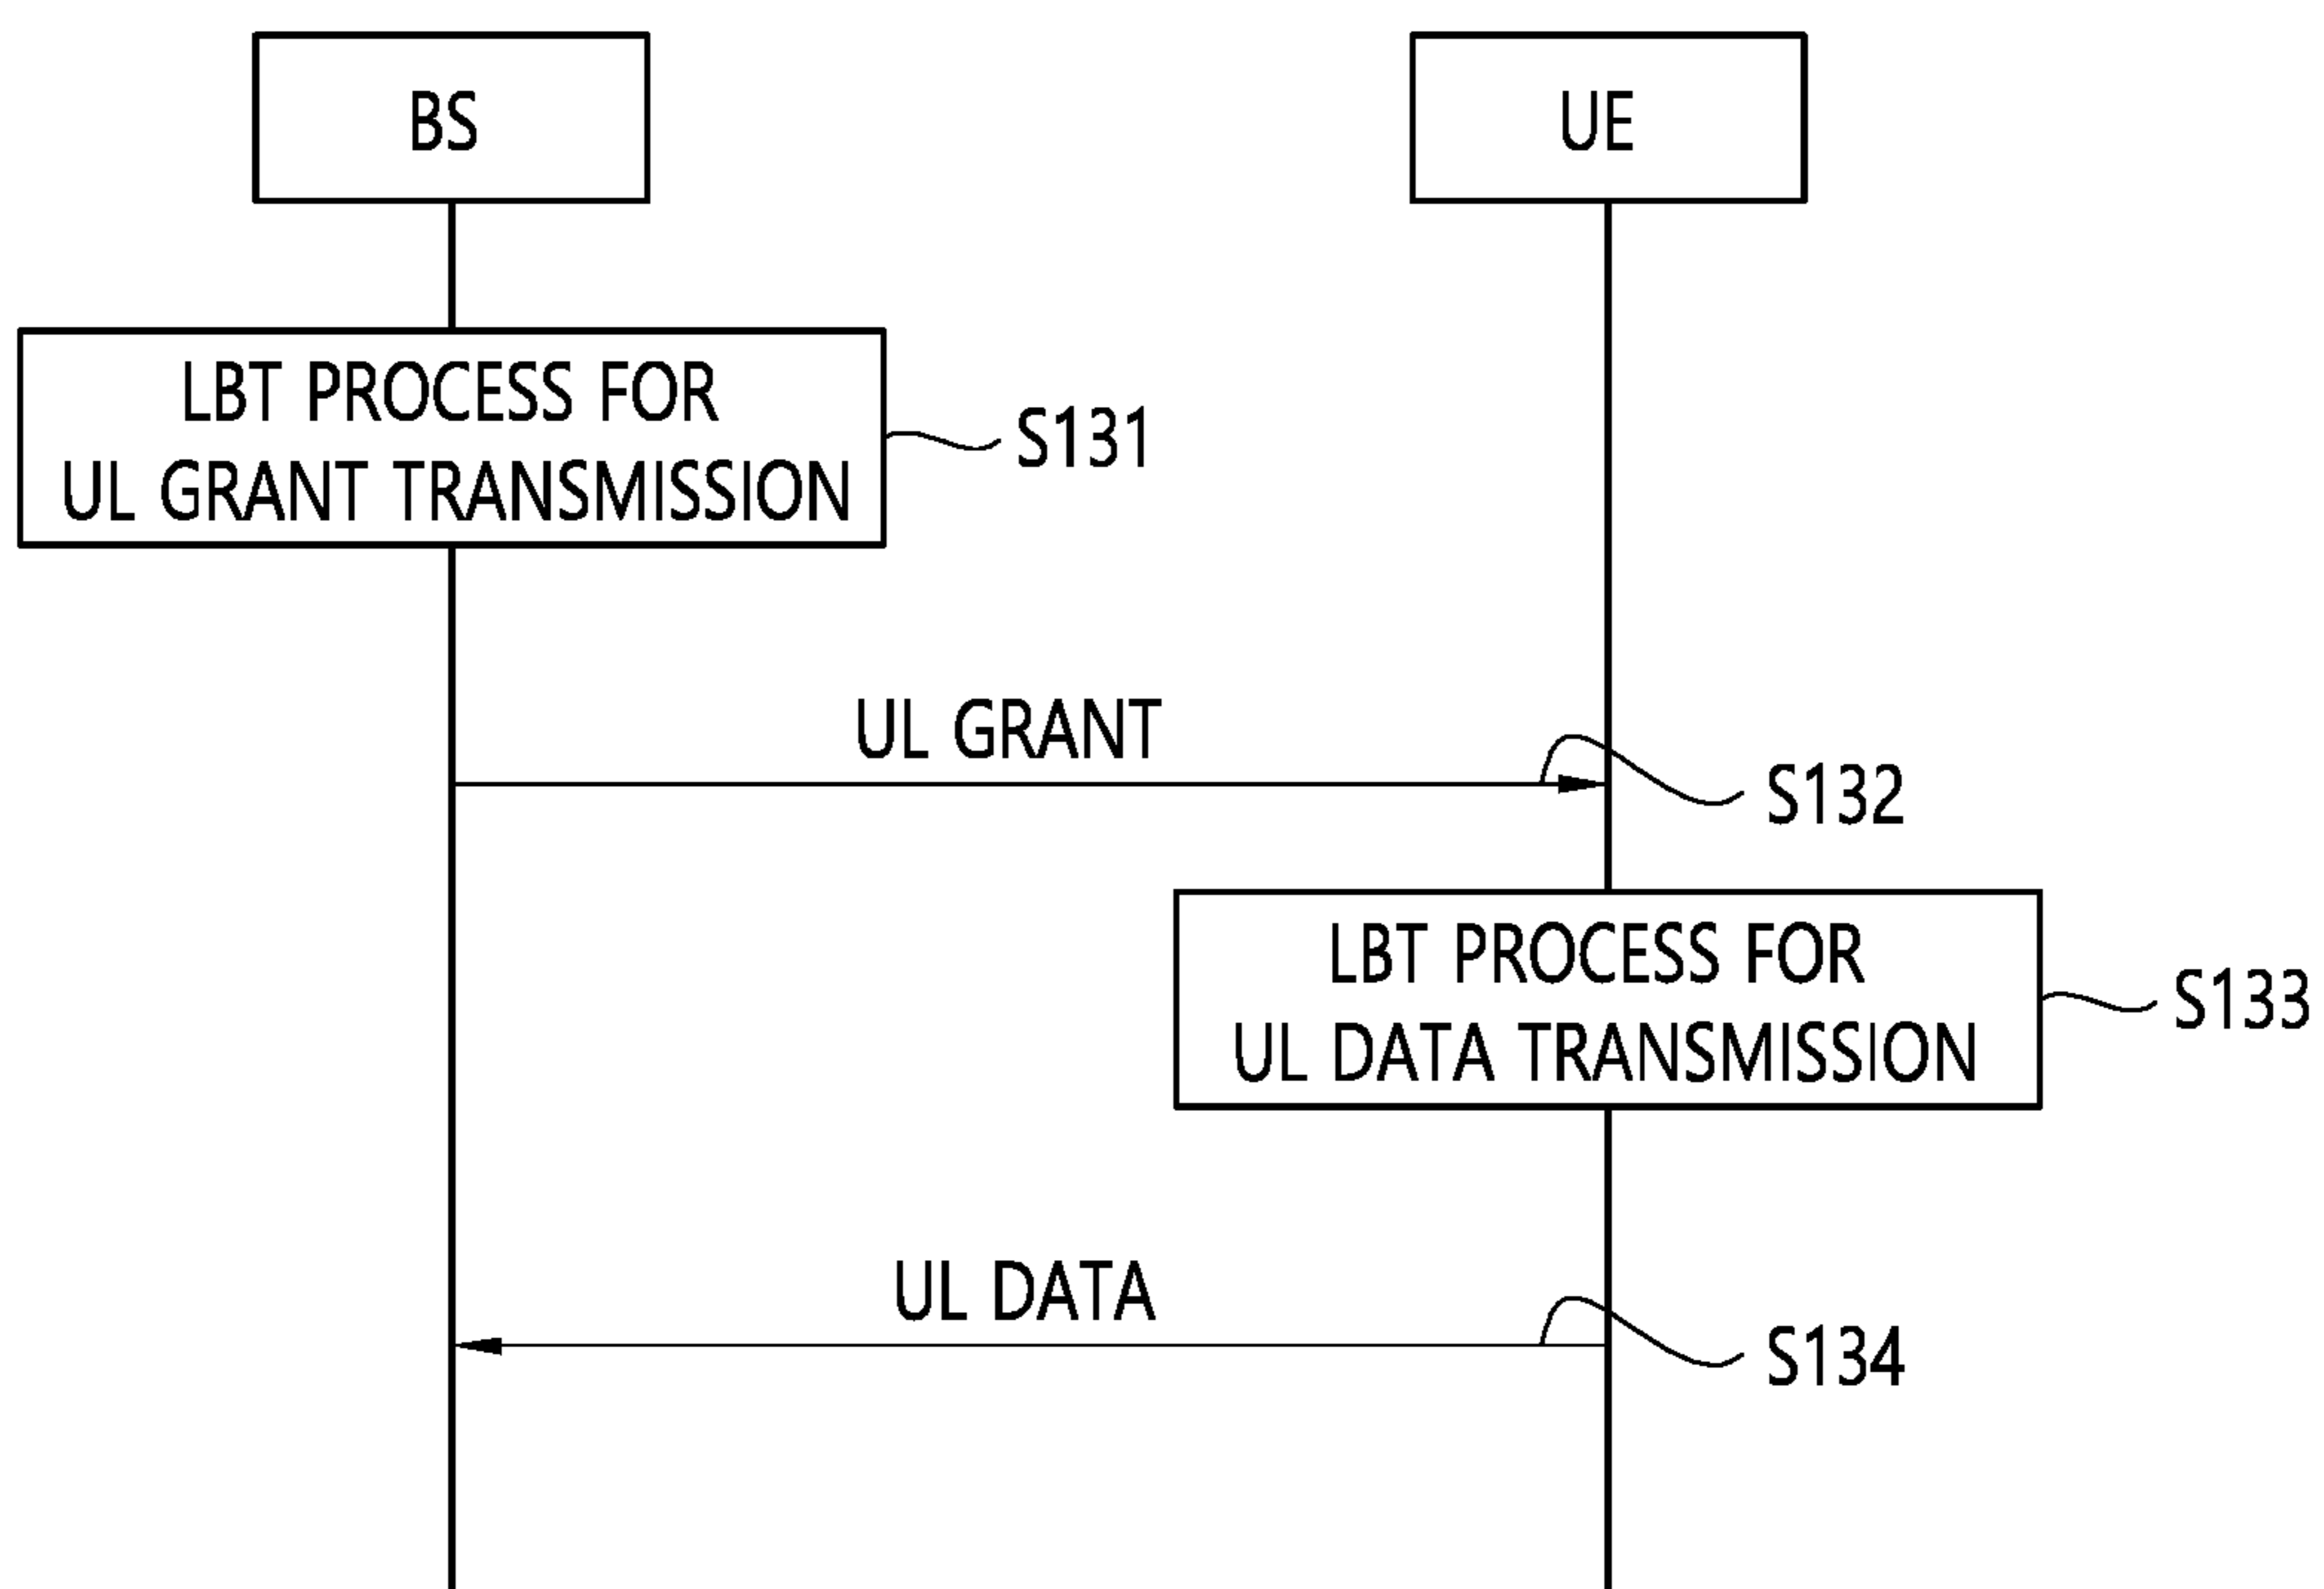 BS
UE
LBT PROCESS FOR
UL GRANT TRANSMISSION
S131
UL GRANT
S132
LBT PROCESS FOR
UL DATA TRANSMISSION
S133
UL DATA
S134